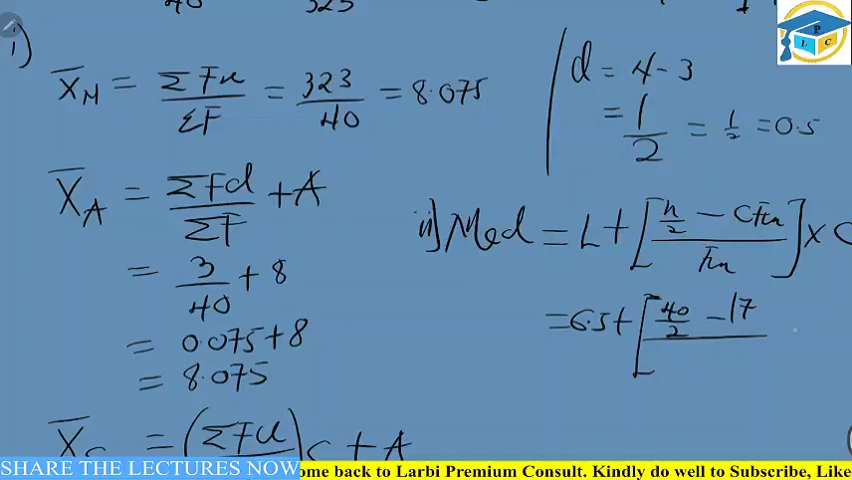 40 323
i)
X̄M = ΣFx/ΣF = 323/40 = 8.075
X̄A = ΣFd/ΣF + A
= 3/40 + 8
= 0.075+8
= 8.075
X̄C = (ΣFu) C + A
d = 4-3
= 1/2 = 1/2 = 0.5
ii) Med = L + [n/2 - CFm / Fm] x C
= 6.5 + [40/2 - 17
P
L C
SHARE THE LECTURES NOW
ome back to Larbi Premium Consult. Kindly do well to Subscribe, Like